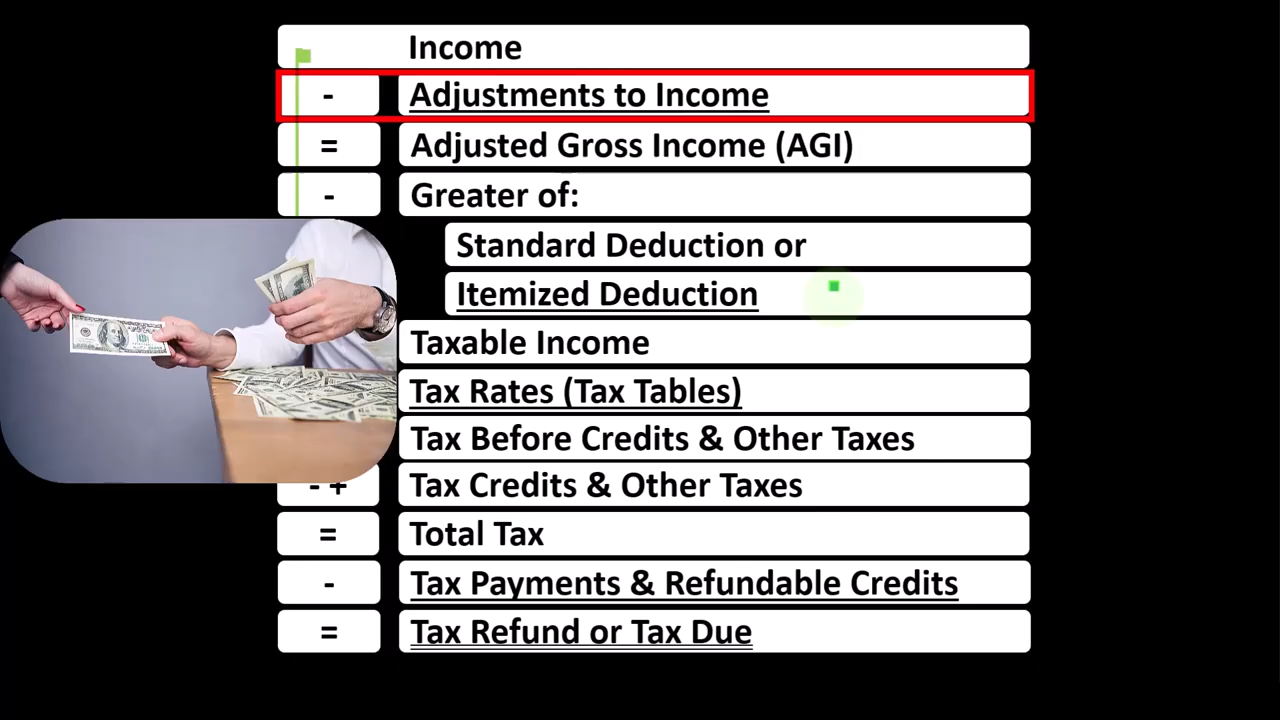 Income
- Adjustments to Income
= Adjusted Gross Income (AGI)
- Greater of:
Standard Deduction or
Itemized Deduction
Taxable Income
Tax Rates (Tax Tables)
Tax Before Credits & Other Taxes
- + Tax Credits & Other Taxes
= Total Tax
- Tax Payments & Refundable Credits
= Tax Refund or Tax Due